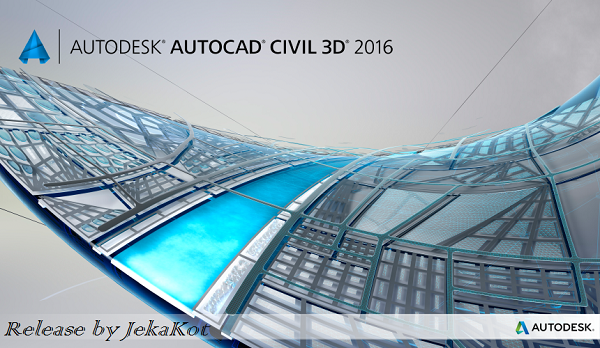 AUTODESK® AUTOCAD® CIVIL 3D® 2016
Release by JekaKot
AUTODESK.